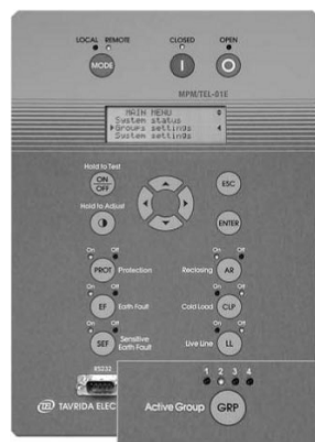 LOCAL REMOTE CLOSED OPEN
MODE I O
MPM/TEL-01E
MAIN MENU 0
System status
Groups settings 4
System settings
Hold to Test
ON OFF ESC
Hold to Adjust
ENTER
On Off On Off
PROT Protection Reclosing AR
On Off On Off
EF Earth Fault Cold Load CLP
On Off On Off
SEF Sensitive Earth Fault Live Line LL
RS232
1 2 3 4
TEL TAVRIDA ELEC Active Group GRP